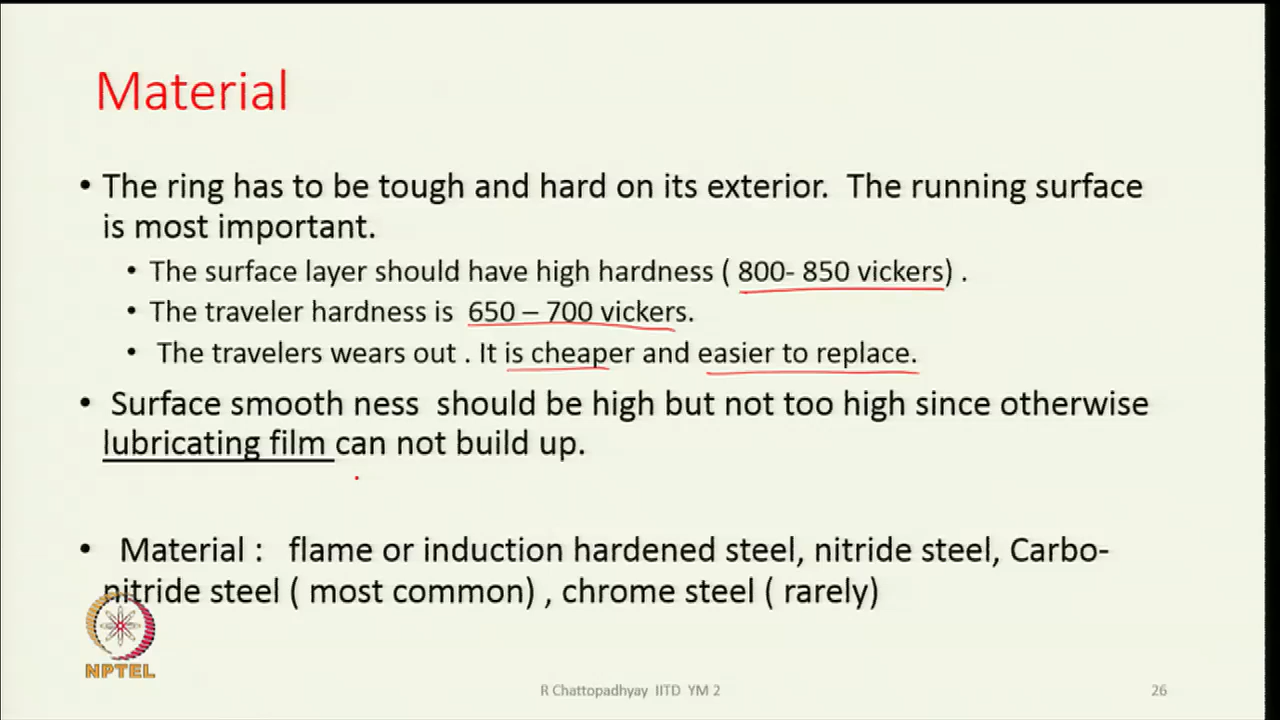 Material
• The ring has to be tough and hard on its exterior. The running surface
is most important.
• The surface layer should have high hardness ( 800- 850 vickers) .
• The traveler hardness is 650 – 700 vickers.
• The travelers wears out . It is cheaper and easier to replace.
• Surface smooth ness should be high but not too high since otherwise
lubricating film can not build up.
• Material : flame or induction hardened steel, nitride steel, Carbo-
nitride steel ( most common) , chrome steel ( rarely)
NPTEL
R Chattopadhyay IITD YM 2
26